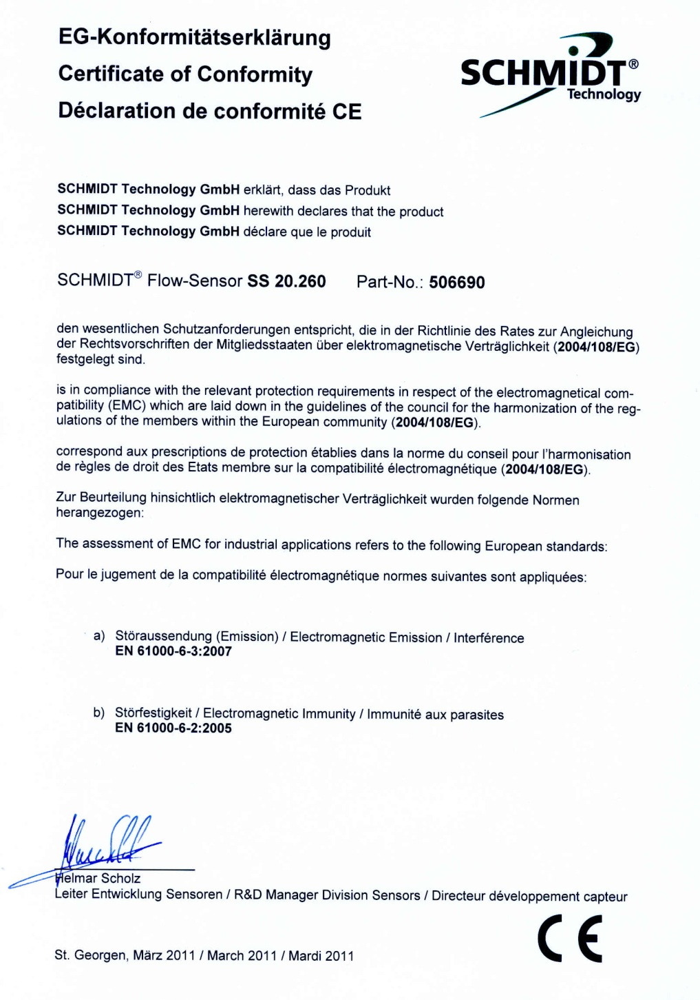 EG-Konformitätserklärung
Certificate of Conformity
Déclaration de conformité CE
SCHMIDT®
Technology
SCHMIDT Technology GmbH erklärt, dass das Produkt
SCHMIDT Technology GmbH herewith declares that the product
SCHMIDT Technology GmbH déclare que le produit
SCHMIDT® Flow-Sensor SS 20.260 Part-No.: 506690
den wesentlichen Schutzanforderungen entspricht, die in der Richtlinie des Rates zur Angleichung
der Rechtsvorschriften der Mitgliedsstaaten über elektromagnetische Verträglichkeit (2004/108/EG)
festgelegt sind.
is in compliance with the relevant protection requirements in respect of the electromagnetical com-
patibility (EMC) which are laid down in the guidelines of the council for the harmonization of the reg-
ulations of the members within the European community (2004/108/EG).
correspond aux prescriptions de protection établies dans la norme du conseil pour l'harmonisation
de règles de droit des Etats membre sur la compatibilité électromagnétique (2004/108/EG).
Zur Beurteilung hinsichtlich elektromagnetischer Verträglichkeit wurden folgende Normen
herangezogen:
The assessment of EMC for industrial applications refers to the following European standards:
Pour le jugement de la compatibilité électromagnétique normes suivantes sont appliquées:
a) Störaussendung (Emission) / Electromagnetic Emission / Interférence
EN 61000-6-3:2007
b) Störfestigkeit / Electromagnetic Immunity / Immunité aux parasites
EN 61000-6-2:2005
Helmar Scholz
Leiter Entwicklung Sensoren / R&D Manager Division Sensors / Directeur développement capteur
CE
St. Georgen, März 2011 / March 2011 / Mardi 2011